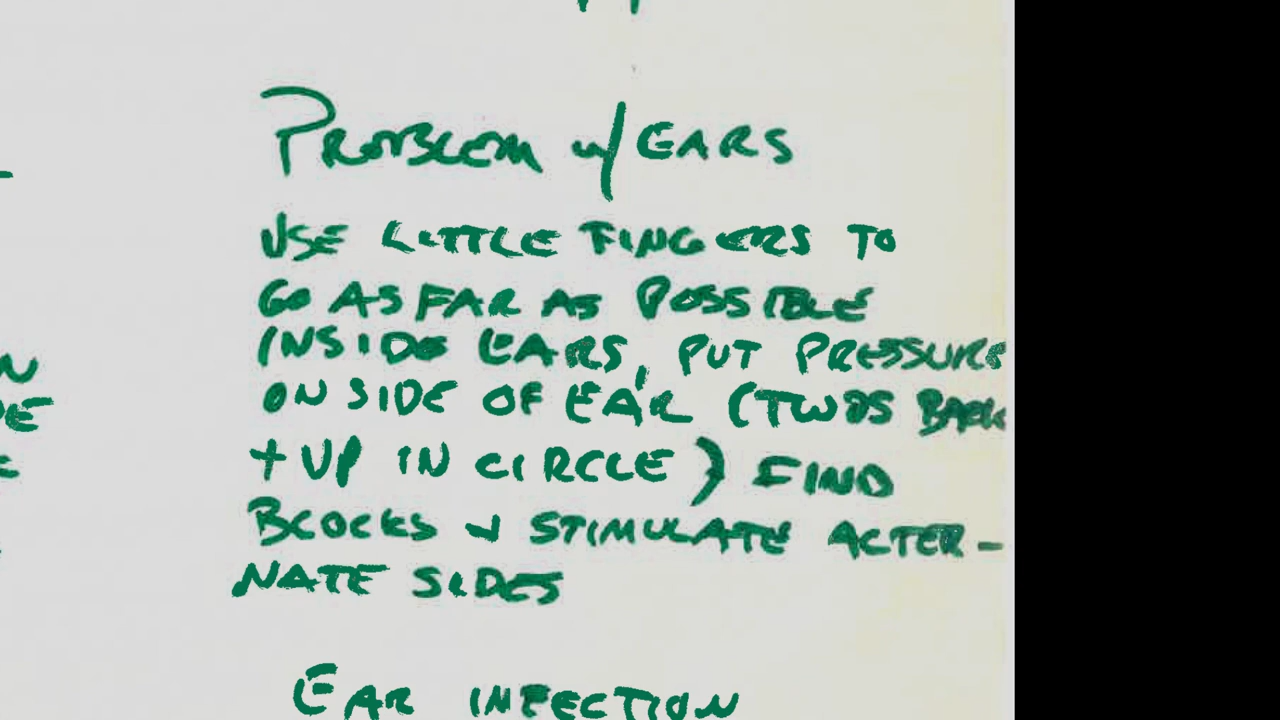 PROBLEM w/EARS
USE LITTLE FINGERS TO
GO AS FAR AS POSSIBLE
INSIDE EARS, PUT PRESSURE
ON SIDE OF EAR (TWDS BACK
+ UP IN CIRCLE) FIND
BLOCKS + STIMULATE ALTER-
NATE SIDES
EAR INFECTION